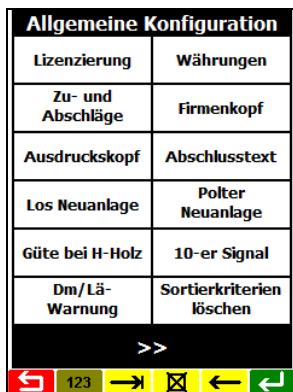 Allgemeine Konfiguration
Lizenzierung
Währungen
Zu- und
Abschläge
Firmenkopf
Ausdruckskopf
Abschlusstext
Los Neuanlage
Polter
Neuanlage
Güte bei H-Holz
10-er Signal
Dm/Lä-
Warnung
Sortierkriterien
löschen
>>
123